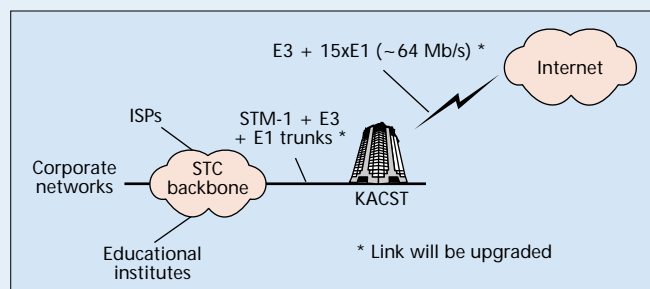 E3 + 15xE1 (~64 Mb/s) *
Internet
ISPs
STM-1 + E3
+ E1 trunks *
Corporate
networks
STC
backbone
KACST
Educational
institutes
* Link will be upgraded